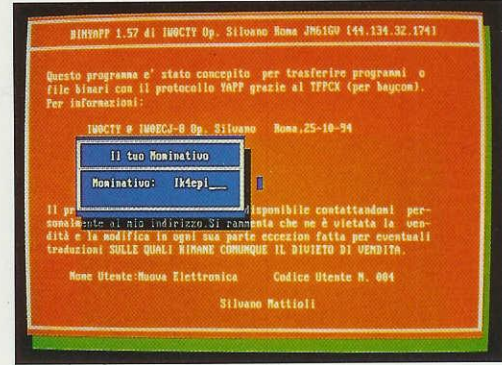 BINYAPP 1.57 di IW0CTY Op. Silvano Roma JN61GV [44.134.32.174]
Questo programma e' stato concepito per trasferire programmi o
file binari con il protocollo YAPP grazie al TFPCX (per baycom).
Per informazioni:
IW0CTY @ IW0ECJ-8 Op. Silvano Roma,25-10-94
Il tuo Nominativo
Nominativo: Ik4epi__
Il pr disponibile contattandomi per-
sonalmente al mio indirizzo.Si rammenta che ne è vietata la ven-
dità e la modifica in ogni sua parte eccezion fatta per eventuali
traduzioni SULLE QUALI RIMANE COMUNQUE IL DIVIETO DI VENDITA.
Nome Utente:Nuova Elettronica Codice Utente N. 004
Silvano Mattioli